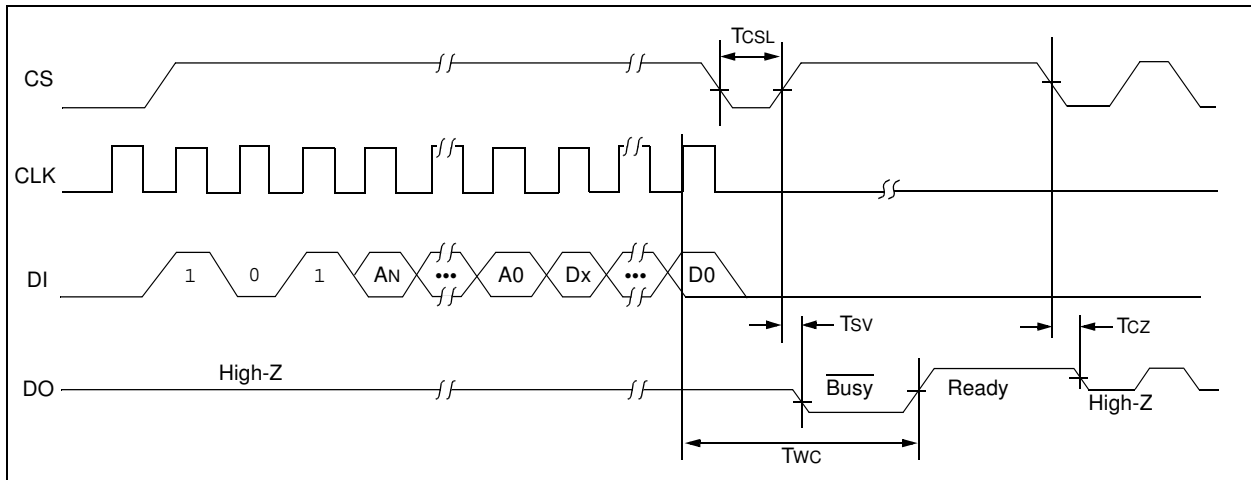 TCSL
CS
CLK
DI 1 0 1 AN ••• A0 Dx ••• D0
TSV TCZ
High-Z
DO Busy Ready High-Z
TWC